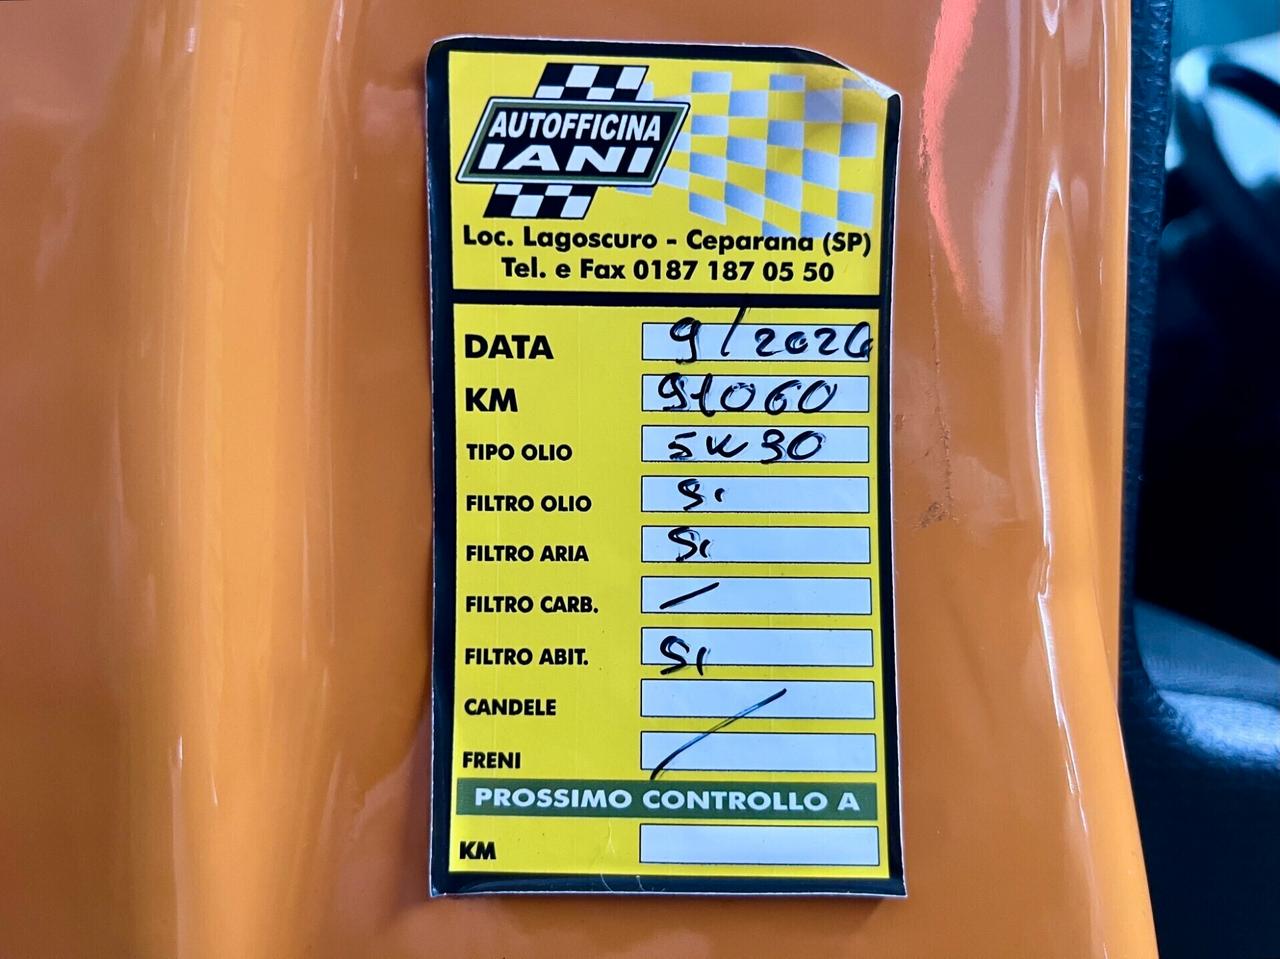 AUTOFFICINA
IANI
Loc. Lagoscuro - Ceparana (SP)
Tel. e Fax 0187 187 05 50
DATA 9/2020
KM 91060
TIPO OLIO 5W30
FILTRO OLIO Si
FILTRO ARIA Si
FILTRO CARB. /
FILTRO ABIT. Si
CANDELE /
FRENI
PROSSIMO CONTROLLO A
KM